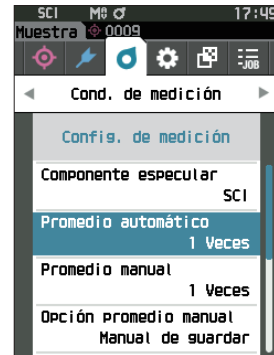 SCI M0 17:49
Muestra 0009
JOB
Cond. de medición
Config. de medición
Componente especular
SCI
Promedio automático
1 Veces
Promedio manual
1 Veces
Opción promedio manual
Manual de guardar